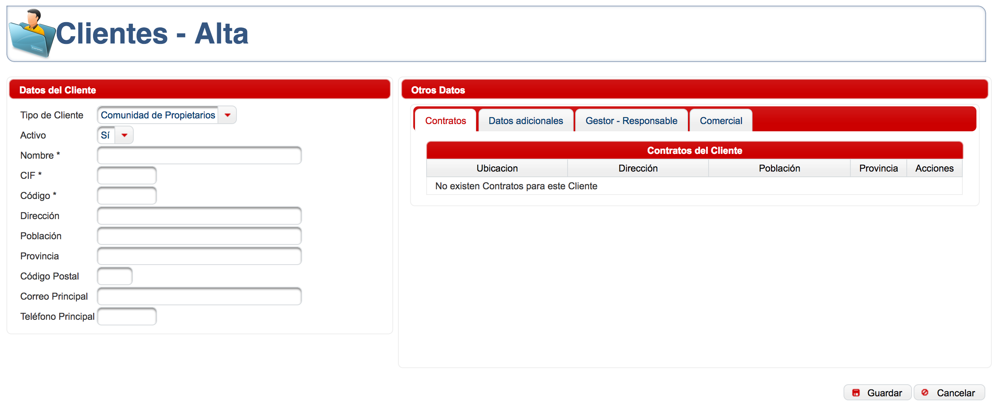 Clientes - Alta
Datos del Cliente
Tipo de Cliente Comunidad de Propietarios
Activo Sí
Nombre *
CIF *
Código *
Dirección
Población
Provincia
Código Postal
Correo Principal
Teléfono Principal
Otros Datos
Contratos Datos adicionales Gestor - Responsable Comercial
Contratos del Cliente
Ubicacion Dirección Población Provincia Acciones
No existen Contratos para este Cliente
Guardar Cancelar